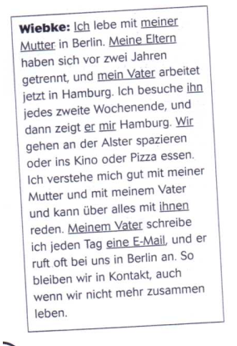 Wiebke: Ich lebe mit meiner
Mutter in Berlin. Meine Eltern
haben sich vor zwei Jahren
getrennt, und mein Vater arbeitet
jetzt in Hamburg. Ich besuche ihn
jedes zweite Wochenende, und
dann zeigt er mir Hamburg. Wir
gehen an der Alster spazieren
oder ins Kino oder Pizza essen.
Ich verstehe mich gut mit meiner
Mutter und mit meinem Vater
und kann über alles mit ihnen
reden. Meinem Vater schreibe
ich jeden Tag eine E-Mail, und er
ruft oft bei uns in Berlin an. So
bleiben wir in Kontakt, auch
wenn wir nicht mehr zusammen
leben.